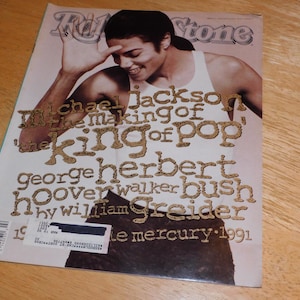 Rolling Stone
michael jackson
the making of
'the king of pop'
george herbert
hoover walker bush
by william greider
mercury·1991